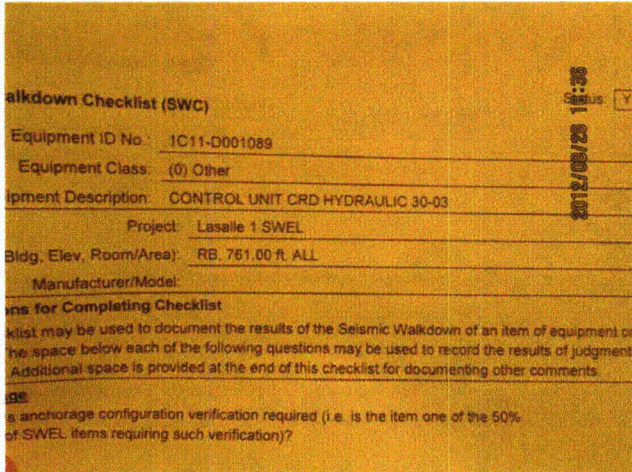 alkdown Checklist (SWC)
Status: Y
Equipment ID No.: 1C11-D001089
Equipment Class: (0) Other
ipment Description: CONTROL UNIT CRD HYDRAULIC 30-03
Project: Lasalle 1 SWEL
Bldg, Elev, Room/Area): RB, 761.00 ft, ALL
Manufacturer/Model:
ons for Completing Checklist
klist may be used to document the results of the Seismic Walkdown of an item of equipment on
he space below each of the following questions may be used to record the results of judgment
Additional space is provided at the end of this checklist for documenting other comments.
ge
s anchorage configuration verification required (i.e. is the item one of the 50%
of SWEL items requiring such verification)?